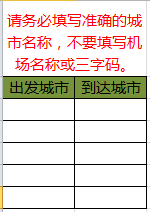 请务必填写准确的城
市名称，不要填写机
场名称或三字码。
出发城市 到达城市